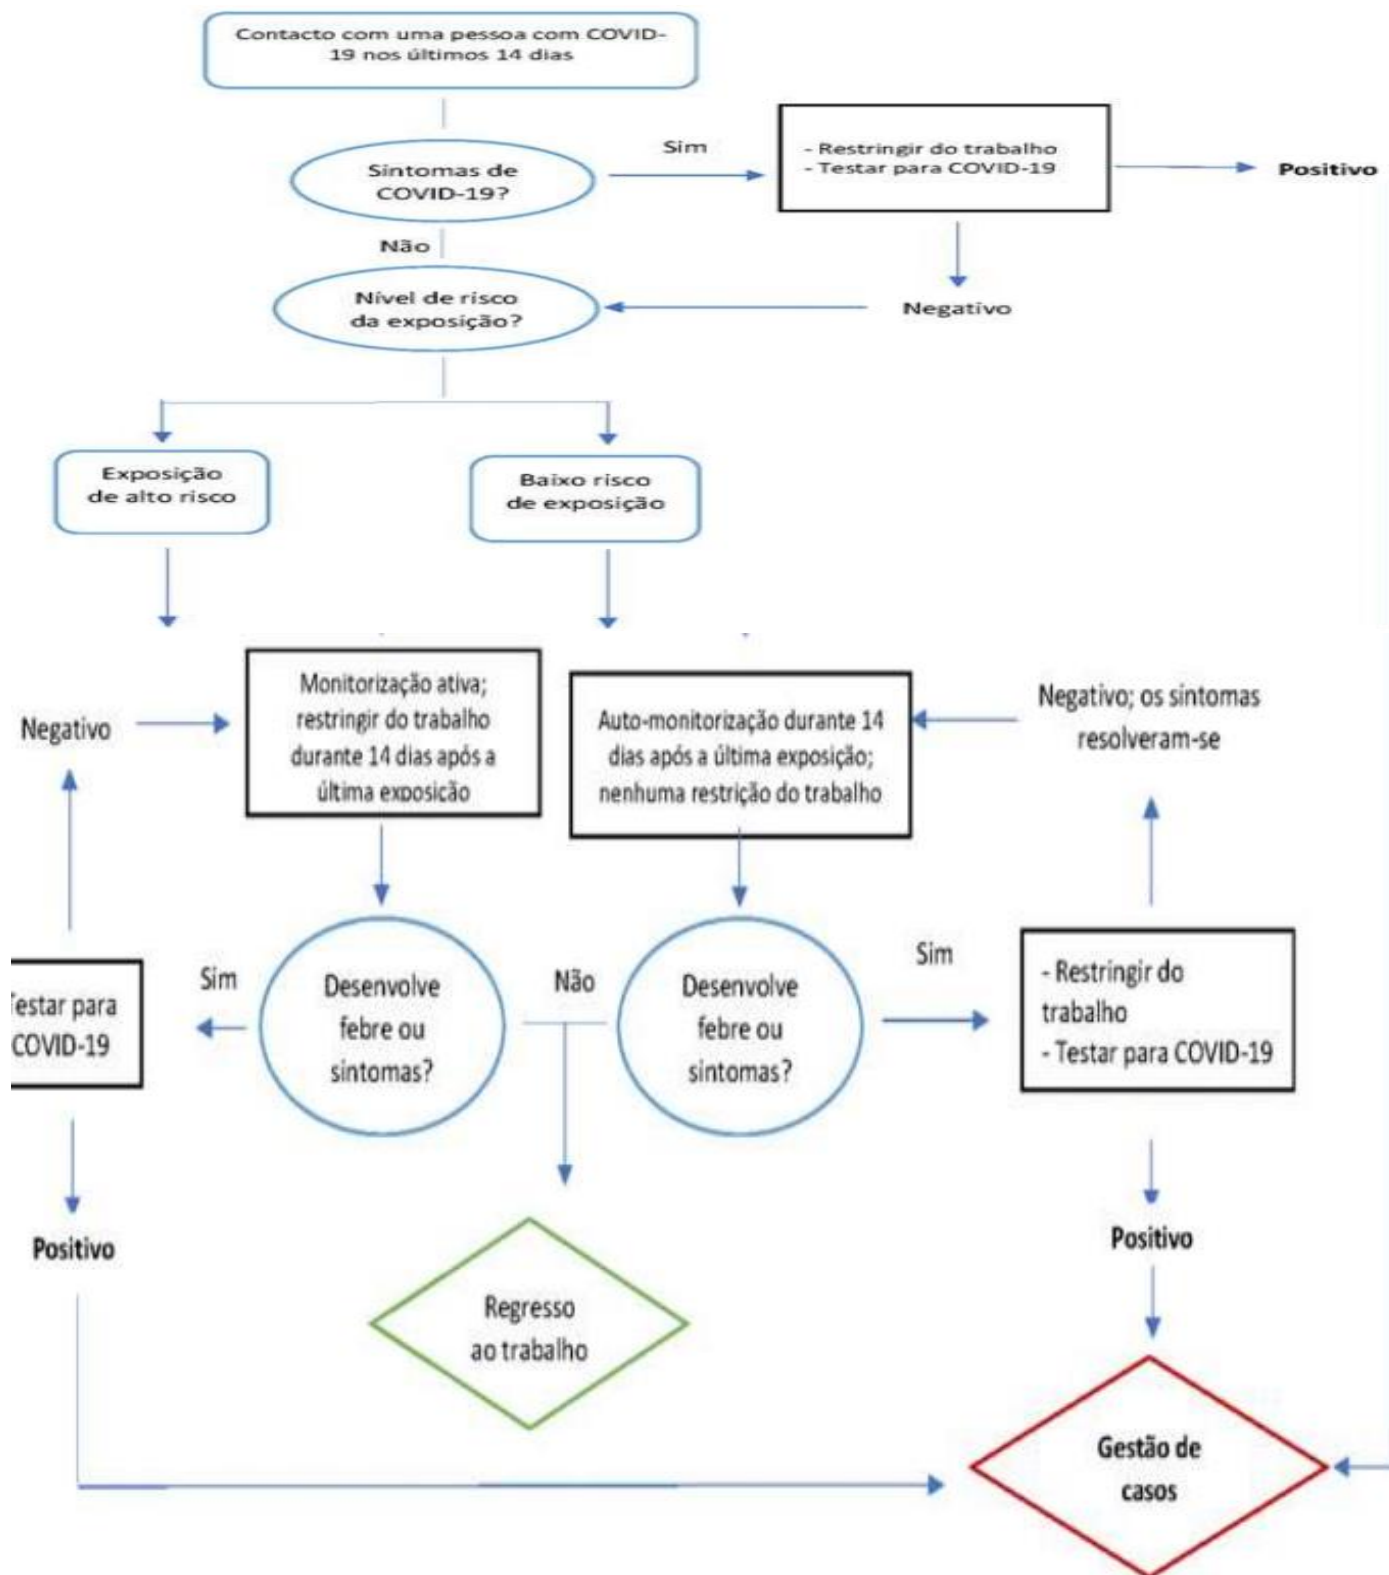 Contacto com uma pessoa com COVID-
19 nos últimos 14 dias
Sintomas de
COVID-19?
Sim
- Restringir do trabalho
- Testar para COVID-19
Positivo
Não
Nível de risco
da exposição?
Negativo
Exposição
de alto risco
Baixo risco
de exposição
Negativo
Monitorização ativa;
restringir do trabalho
durante 14 dias após a
última exposição
Auto-monitorização durante 14
dias após a última exposição;
nenhuma restrição do trabalho
Negativo; os sintomas
resolveram-se
Testar para
COVID-19
Sim
Desenvolve
febre ou
sintomas?
Não
Desenvolve
febre ou
sintomas?
Sim
- Restringir do
trabalho
- Testar para COVID-19
Positivo
Regresso
ao trabalho
Positivo
Gestão de
casos